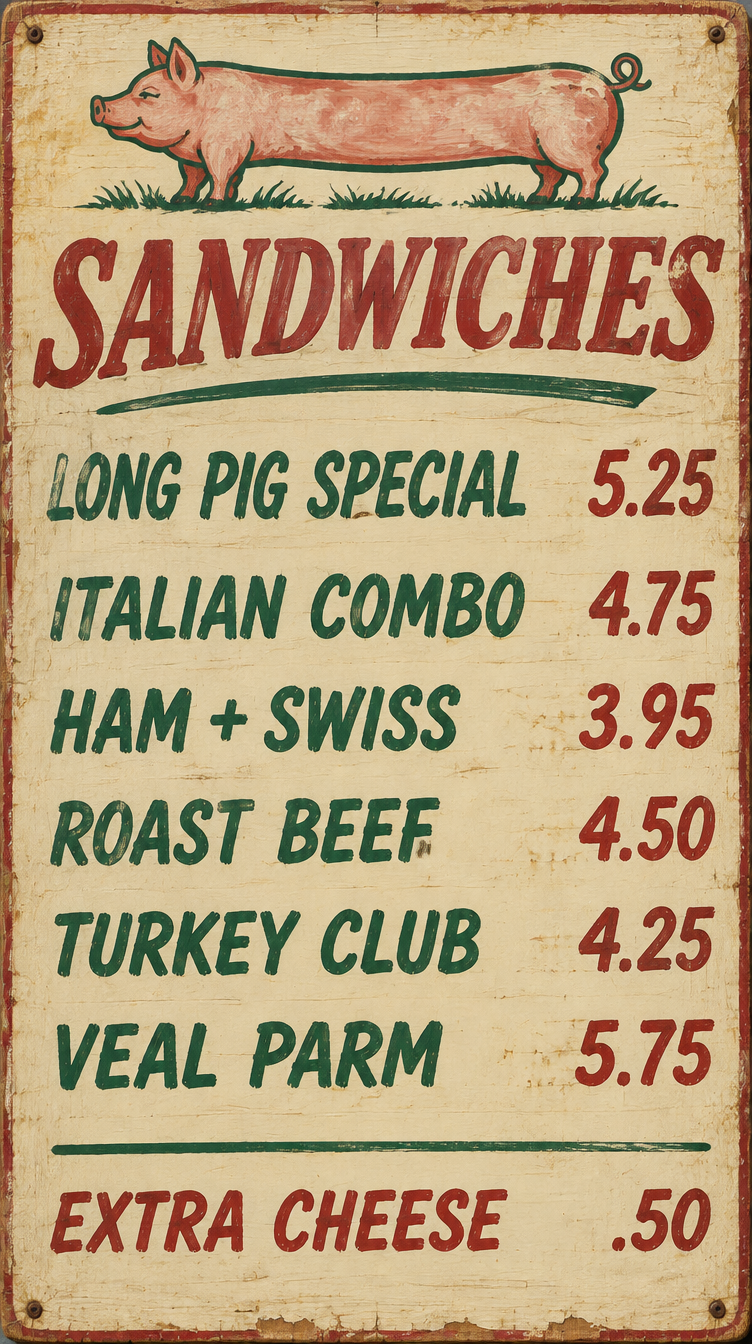 SANDWICHES
LONG PIG SPECIAL 5.25
ITALIAN COMBO 4.75
HAM + SWISS 3.95
ROAST BEEF 4.50
TURKEY CLUB 4.25
VEAL PARM 5.75
EXTRA CHEESE .50